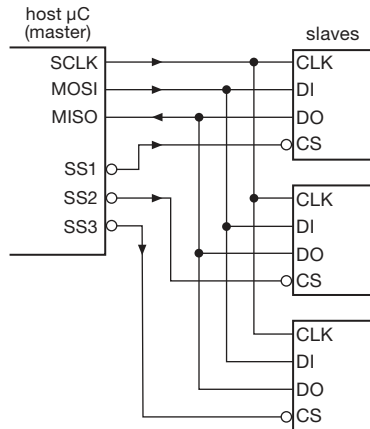 host µC
(master)
SCLK
MOSI
MISO
SS1
SS2
SS3
slaves
CLK
DI
DO
CS
CLK
DI
DO
CS
CLK
DI
DO
CS